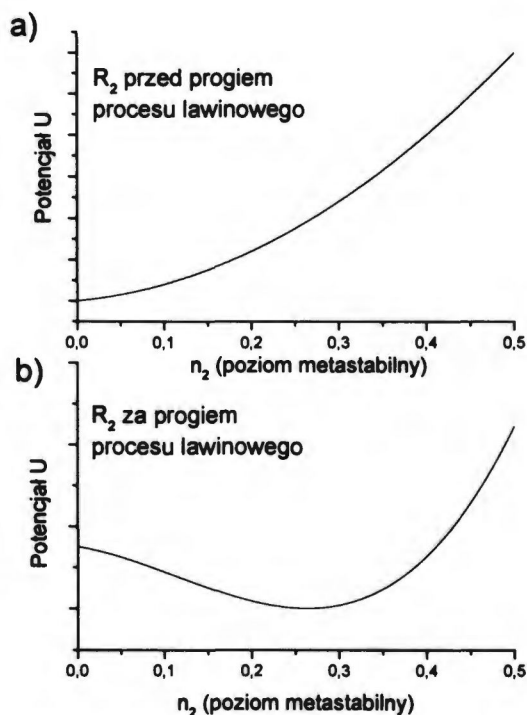 a)
R₂ przed progiem
procesu lawinowego
Potencjał U
0,0 0,1 0,2 0,3 0,4 0,5
n₂ (poziom metastabilny)
b)
R₂ za progiem
procesu lawinowego
Potencjał U
0,0 0,1 0,2 0,3 0,4 0,5
n₂ (poziom metastabilny)